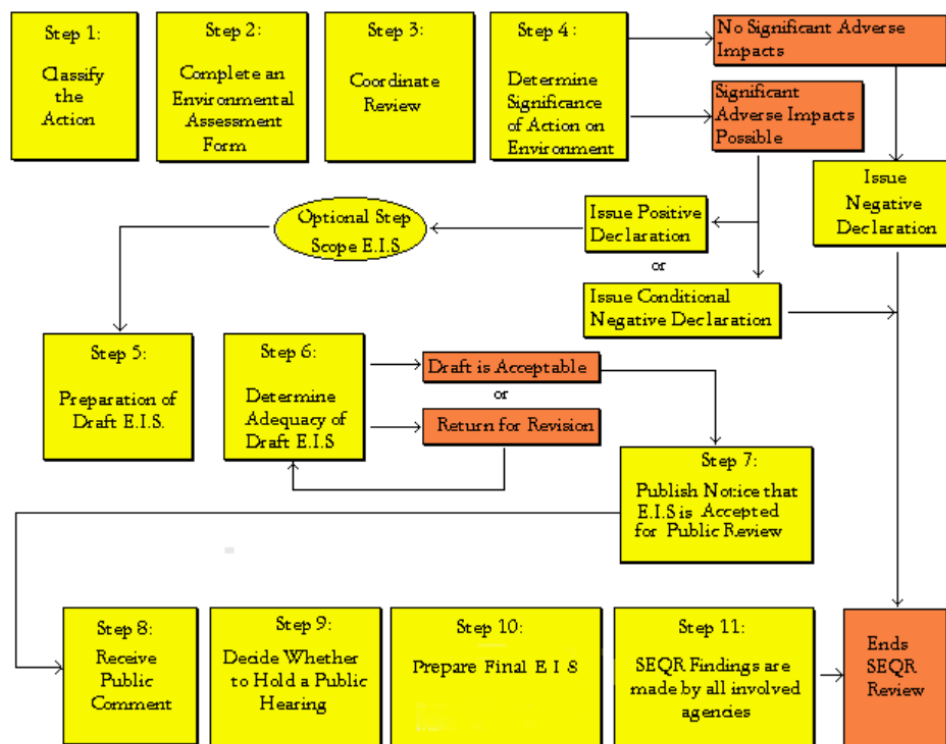 Step 1:
Classify
the
Action
Step 2:
Complete an
Environmental
Assessment
Form
Step 3:
Coordinate
Review
Step 4:
Determine
Significance
of Action on
Environment
No Significant Adverse
Impacts
Significant
Adverse Impacts
Possible
Issue
Negative
Declaration
Issue Positive
Declaration
or
Issue Conditional
Negative Declaration
Optional Step
Scope E.I.S.
Step 5:
Preparation of
Draft E.I.S.
Step 6:
Determine
Adequacy of
Draft E.I.S
Draft is Acceptable
or
Return for Revision
Step 7:
Publish Notice that
E.I.S is Accepted
for Public Review
Step 8:
Receive
Public
Comment
Step 9:
Decide Whether
to Hold a Public
Hearing
Step 10:
Prepare Final E I S
Step 11:
SEQR Findings are
made by all involved
agencies
Ends
SEQR
Review